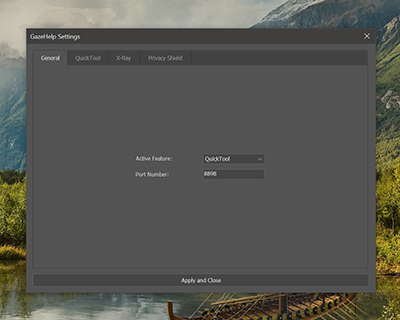 GazeHelp Settings
General QuickTool X-Ray Privacy Shield
Active Feature: QuickTool
Port Number: 8898
Apply and Close